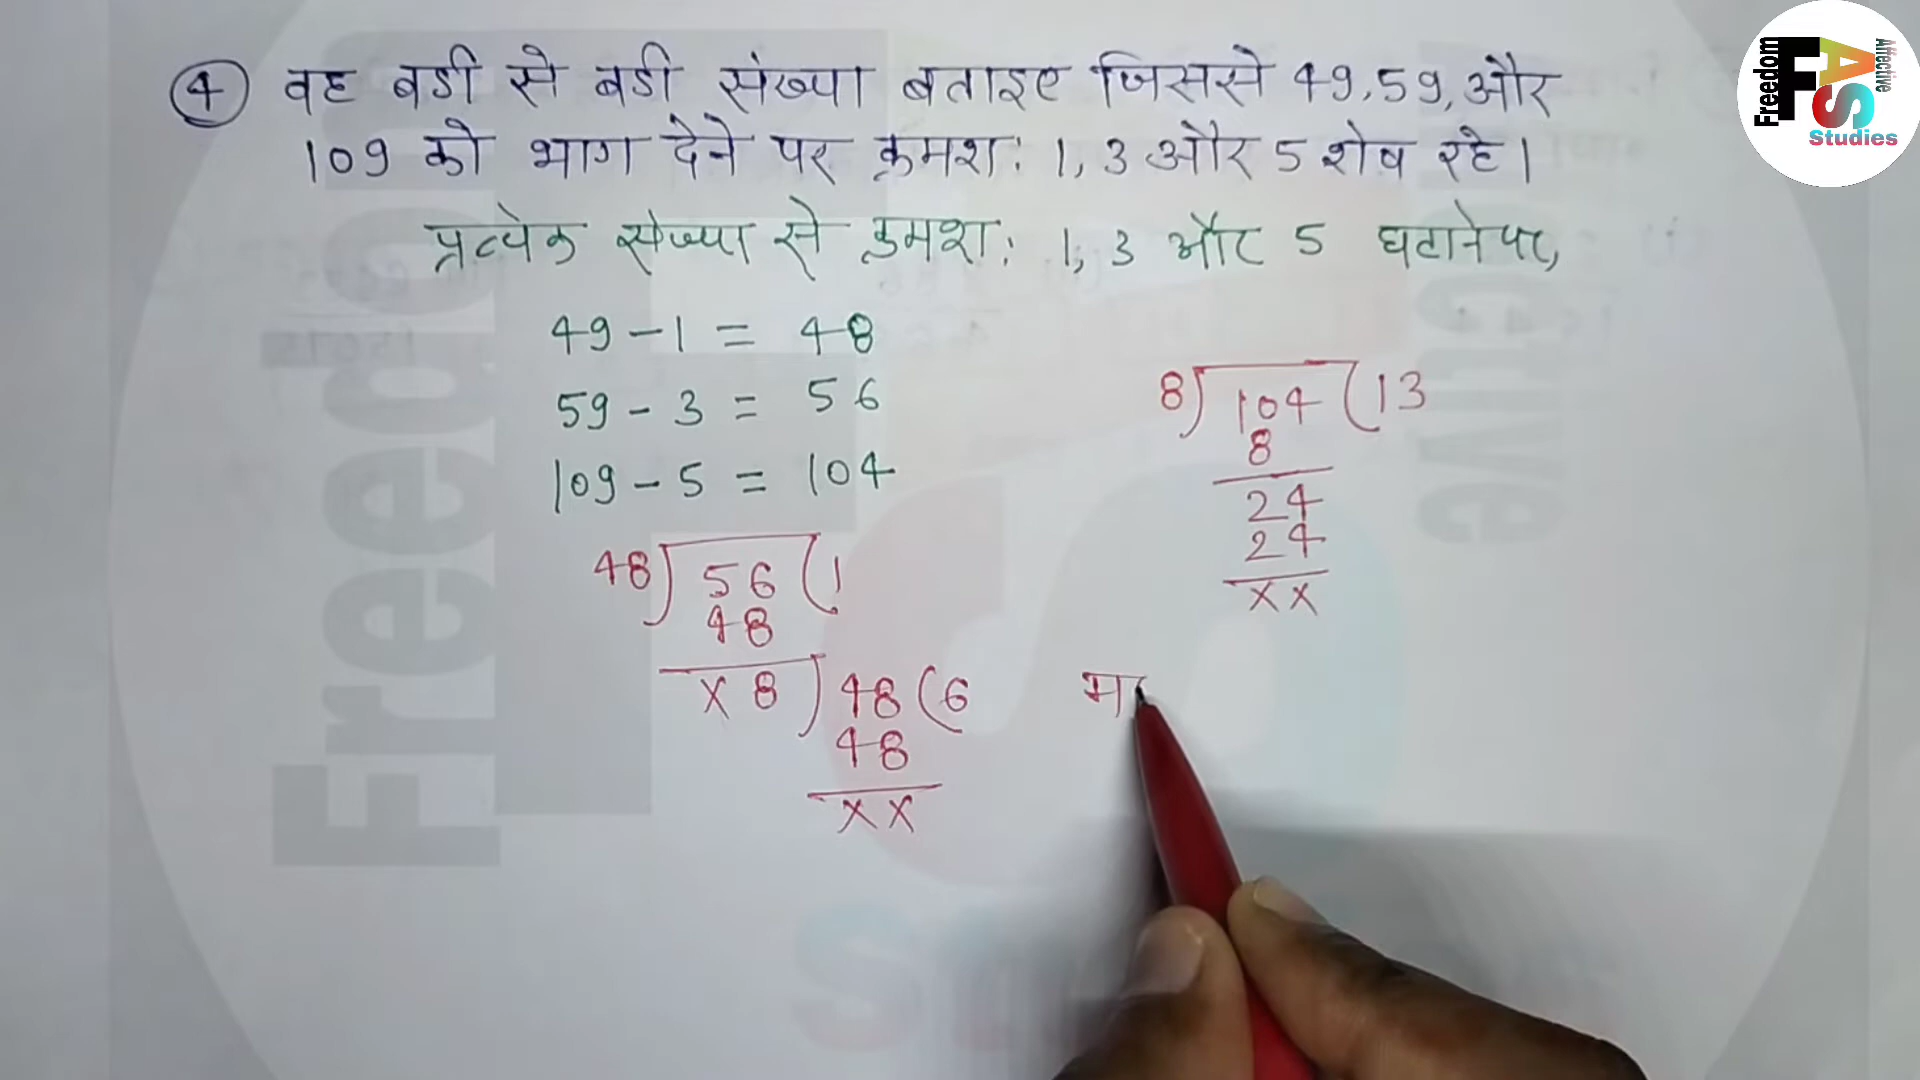 ④ वह बडी से बडी संख्या बताइए जिससे 49,59, और
109 को भाग देने पर क्रमश: 1,3 और 5 शेष रहे।
प्रत्येक संख्या से क्रमश: 1, 3 और 5 घटाने पर,
49 - 1 = 48
59 - 3 = 56
109 - 5 = 104
48) 56 (1
48
x 8) 48 (6
48
x x
8) 104 (13
8
24
24
x x
म
Freedom
FAS
Affective
Studies